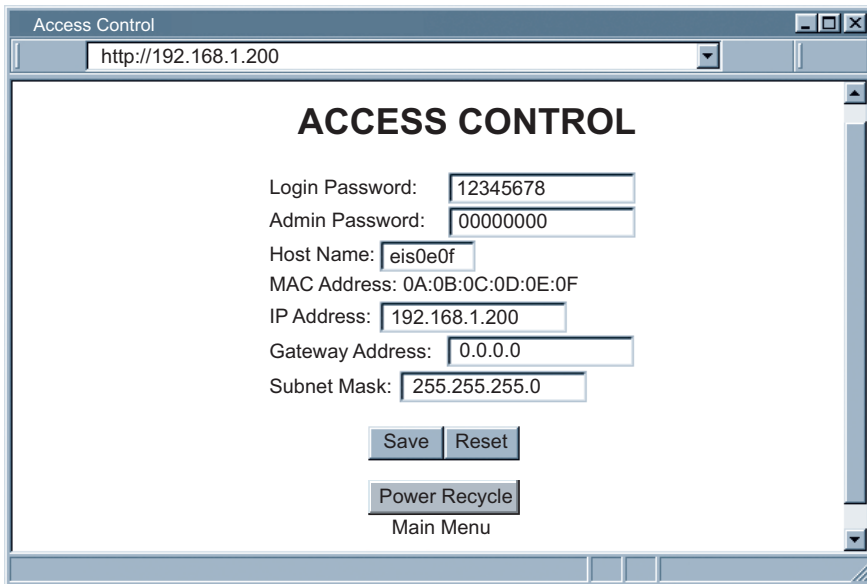 Access Control
http://192.168.1.200
ACCESS CONTROL
Login Password: 12345678
Admin Password: 00000000
Host Name: eis0e0f
MAC Address: 0A:0B:0C:0D:0E:0F
IP Address: 192.168.1.200
Gateway Address: 0.0.0.0
Subnet Mask: 255.255.255.0
Save Reset
Power Recycle
Main Menu